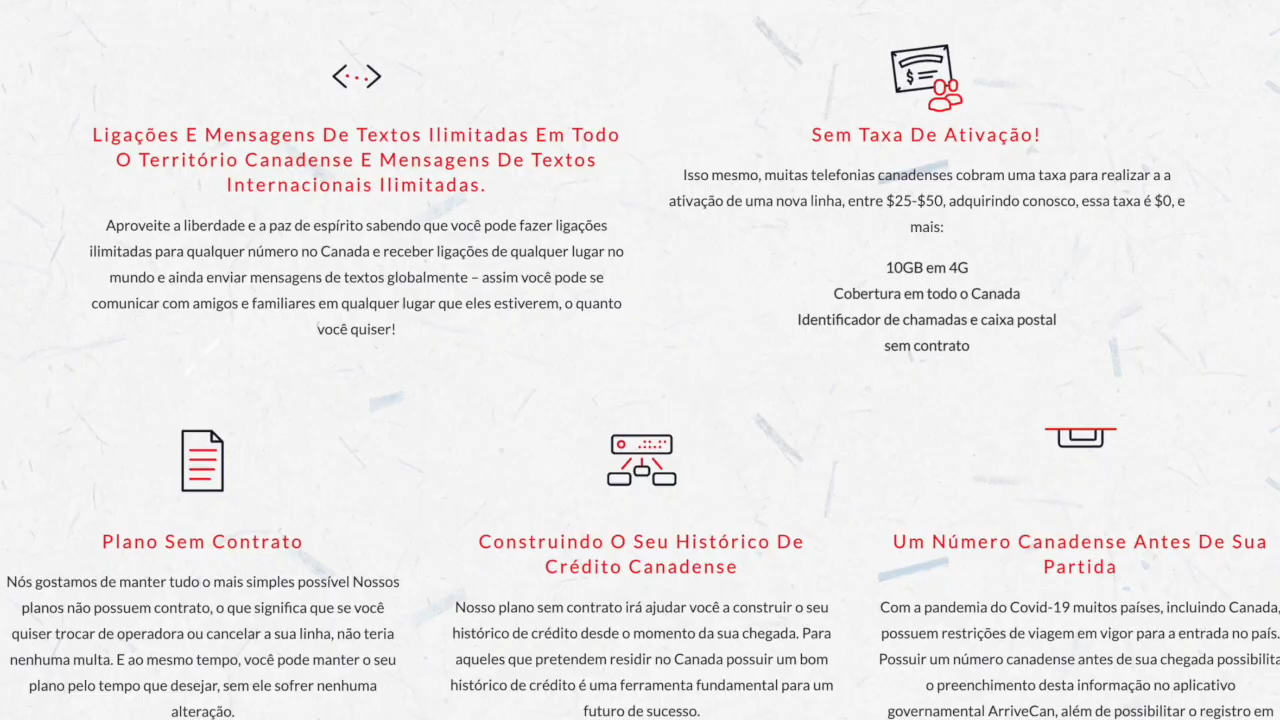 Ligações E Mensagens De Textos Ilimitadas Em Todo
O Território Canadense E Mensagens De Textos
Internacionais Ilimitadas.
Aproveite a liberdade e a paz de espírito sabendo que você pode fazer ligações
ilimitadas para qualquer número no Canada e receber ligações de qualquer lugar no
mundo e ainda enviar mensagens de textos globalmente – assim você pode se
comunicar com amigos e familiares em qualquer lugar que eles estiverem, o quanto
você quiser!
Sem Taxa De Ativação!
Isso mesmo, muitas telefonias canadenses cobram uma taxa para realizar a a
ativação de uma nova linha, entre $25-$50, adquirindo conosco, essa taxa é $0, e
mais:
10GB em 4G
Cobertura em todo o Canada
Identificador de chamadas e caixa postal
sem contrato
Plano Sem Contrato
Nós gostamos de manter tudo o mais simples possível Nossos
planos não possuem contrato, o que significa que se você
quiser trocar de operadora ou cancelar a sua linha, não teria
nenhuma multa. E ao mesmo tempo, você pode manter o seu
plano pelo tempo que desejar, sem ele sofrer nenhuma
alteração.
Construindo O Seu Histórico De
Crédito Canadense
Nosso plano sem contrato irá ajudar você a construir o seu
histórico de crédito desde o momento da sua chegada. Para
aqueles que pretendem residir no Canada possuir um bom
histórico de crédito é uma ferramenta fundamental para um
futuro de sucesso.
Um Número Canadense Antes De Sua
Partida
Com a pandemia do Covid-19 muitos países, incluindo Canada,
possuem restrições de viagem em vigor para a entrada no país.
Possuir um número canadense antes de sua chegada possibilita
o preenchimento desta informação no aplicativo
governamental ArriveCan, além de possibilitar o registro em